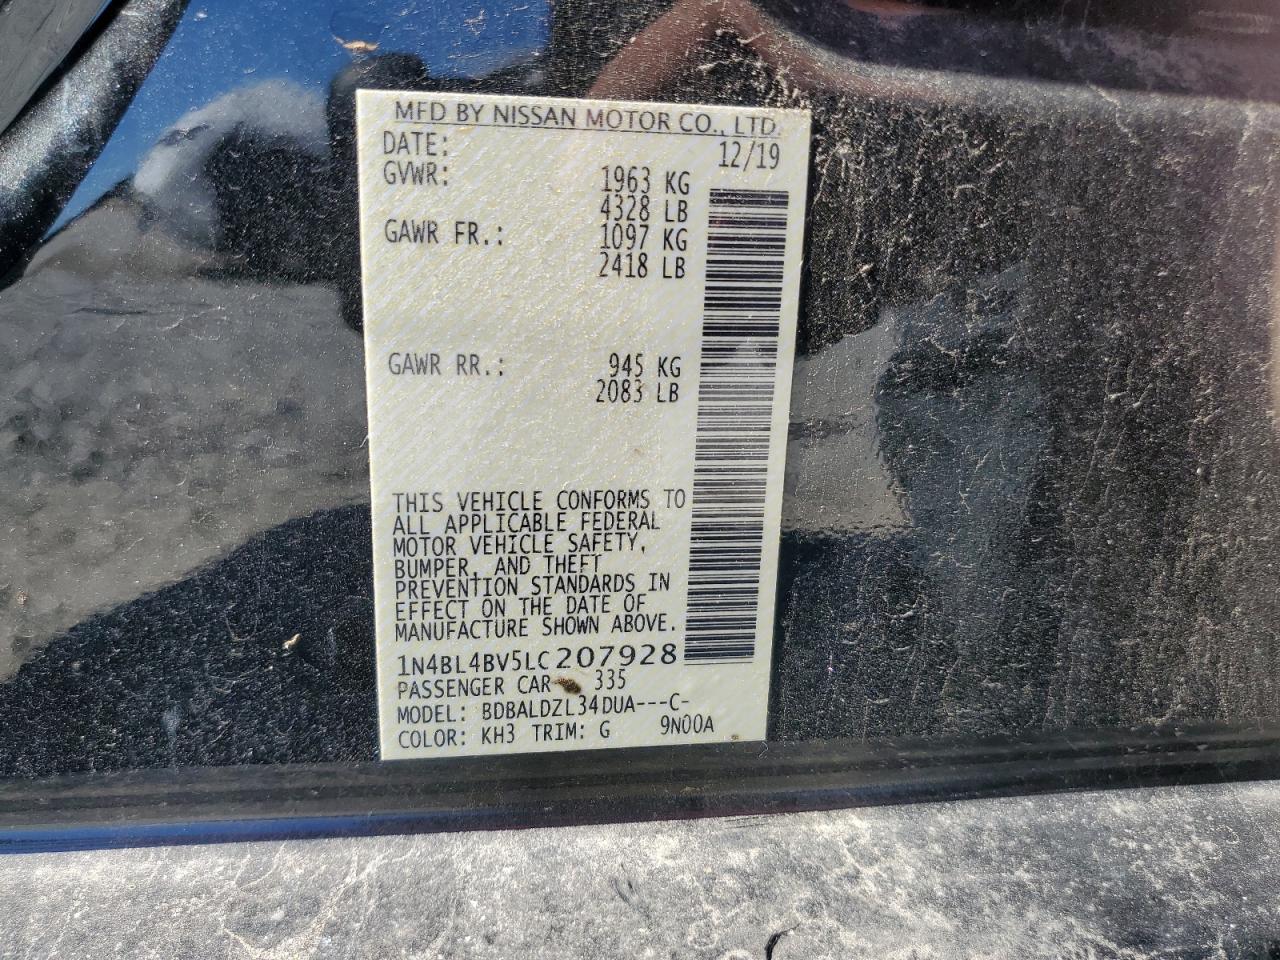 MFD BY NISSAN MOTOR CO., LTD.
DATE: 12/19
GVWR: 1963 KG
4328 LB
GAWR FR.: 1097 KG
2418 LB
GAWR RR.: 945 KG
2083 LB
THIS VEHICLE CONFORMS TO
ALL APPLICABLE FEDERAL
MOTOR VEHICLE SAFETY,
BUMPER, AND THEFT
PREVENTION STANDARDS IN
EFFECT ON THE DATE OF
MANUFACTURE SHOWN ABOVE.
1N4BL4BV5LC207928
PASSENGER CAR 335
MODEL: BDBALDZL34DUA---C-
COLOR: KH3 TRIM: G 9N00A